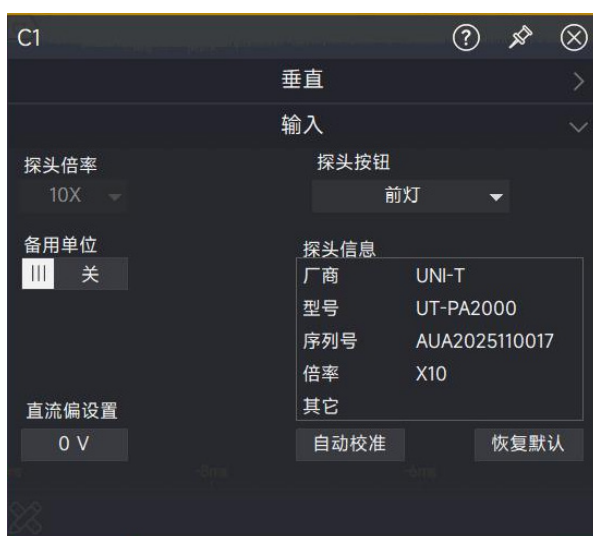 C1
垂直
输入
探头倍率
10X
探头按钮
前灯
备用单位
关
探头信息
厂商 UNI-T
型号 UT-PA2000
序列号 AUA2025110017
倍率 X10
其它
直流偏设置
0 V
自动校准
恢复默认
-8ms
-6ms